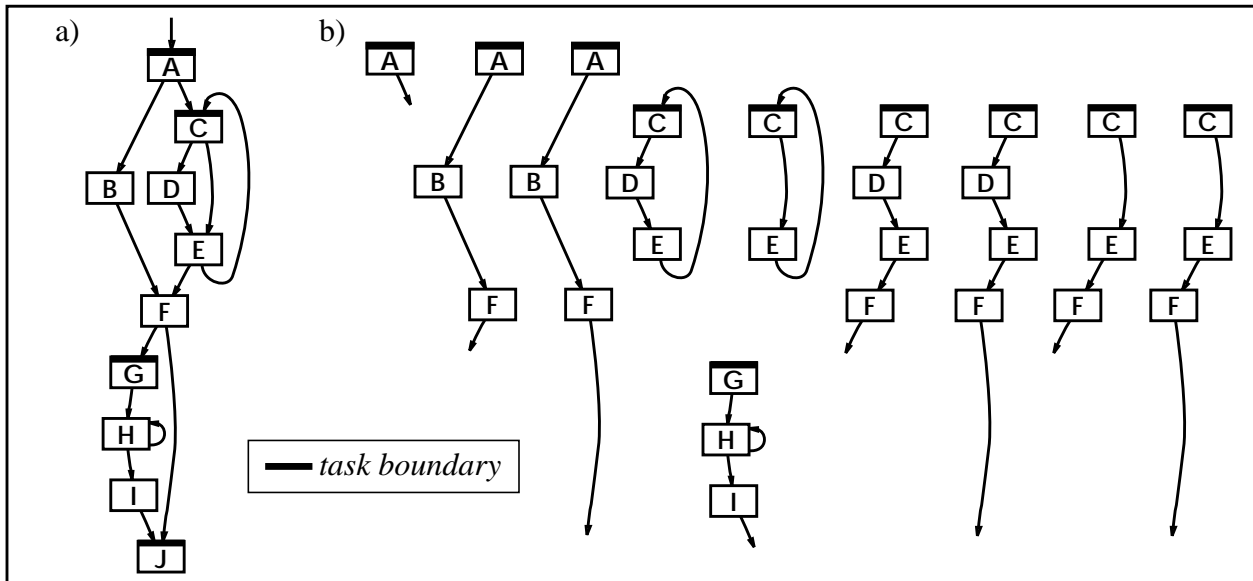 a)
A
C
B D
E
F
G
H
I
J
b)
A A A
C C C C C C
B B D D D
E E E E E E
F F F F F F
G
H
I
task boundary